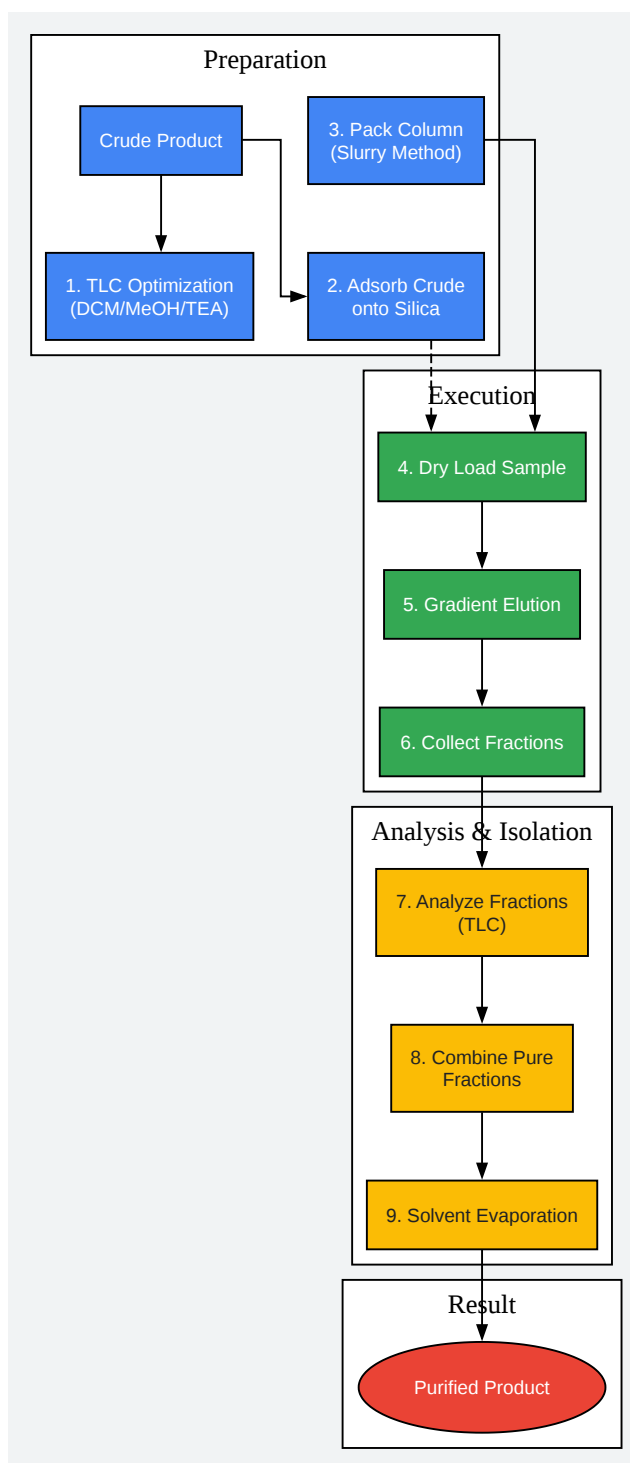 Preparation
Crude Product
3. Pack Column
(Slurry Method)
1. TLC Optimization
(DCM/MeOH/TEA)
2. Adsorb Crude
onto Silica
Execution
4. Dry Load Sample
5. Gradient Elution
6. Collect Fractions
Analysis & Isolation
7. Analyze Fractions
(TLC)
8. Combine Pure
Fractions
9. Solvent Evaporation
Result
Purified Product